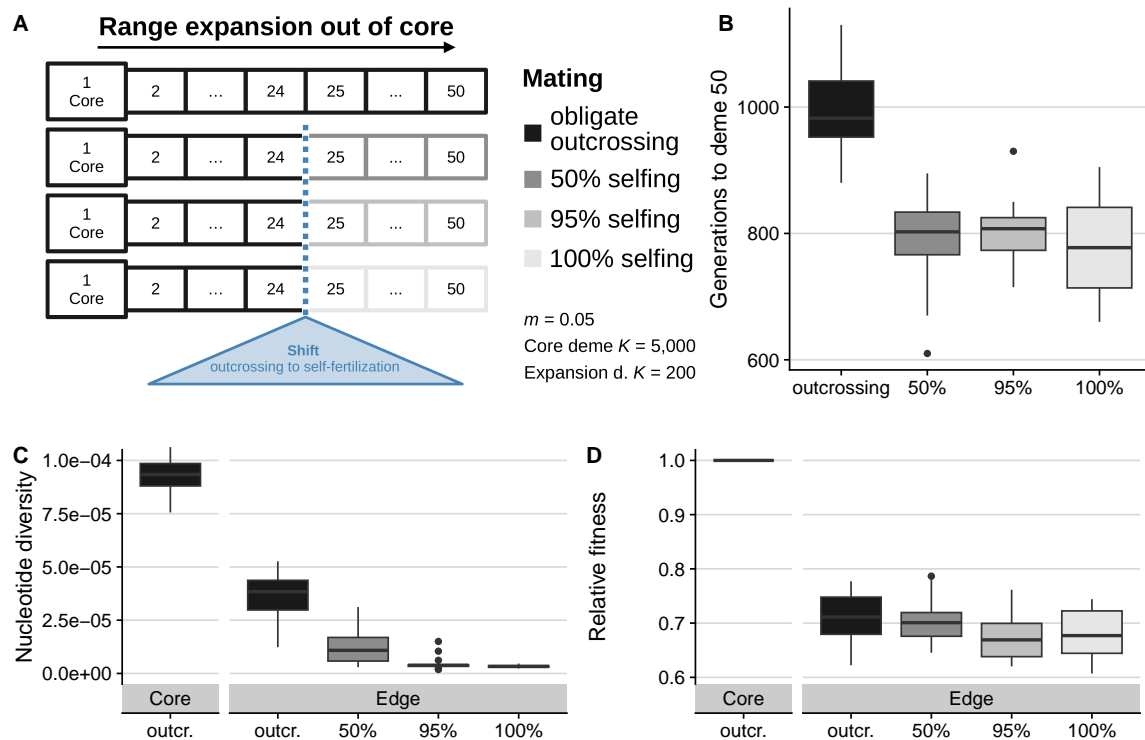 A
Range expansion out of core
1
Core
2
...
24
25
...
50
1
Core
2
...
24
25
...
50
1
Core
2
...
24
25
...
50
1
Core
2
...
24
25
...
50
Shift
outcrossing to self-fertilization
Mating
obligate
outcrossing
50% selfing
95% selfing
100% selfing
m = 0.05
Core deme K = 5,000
Expansion d. K = 200
B
Generations to deme 50
1000
800
600
outcrossing
50%
95%
100%
C
Nucleotide diversity
1.0e−04
7.5e−05
5.0e−05
2.5e−05
0.0e+00
Core
Edge
outcr.
outcr.
50%
95%
100%
D
Relative fitness
1.0
0.9
0.8
0.7
0.6
Core
Edge
outcr.
outcr.
50%
95%
100%